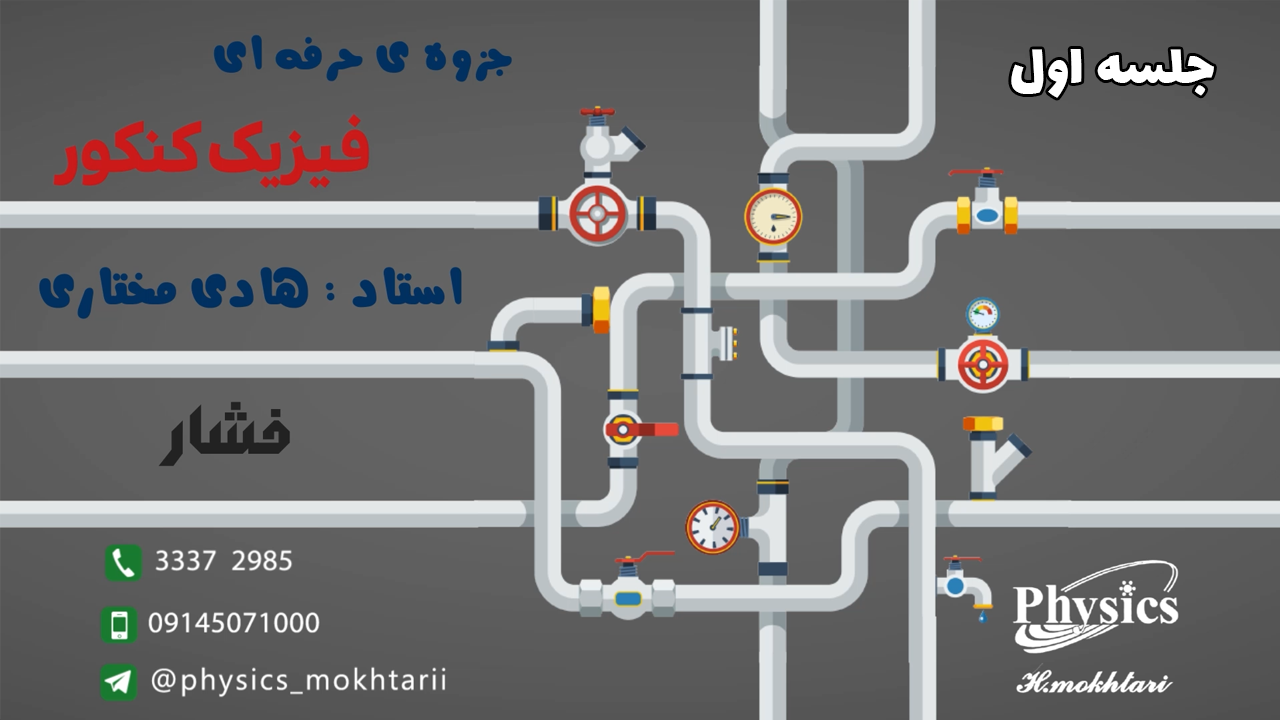 جلسه اول
جزوه ی حرفه ای
فیزیک کنکور
استاد : هادی مختاری
فشار
3337 2985
09145071000
@physics_mokhtarii
Physics
H.mokhtari